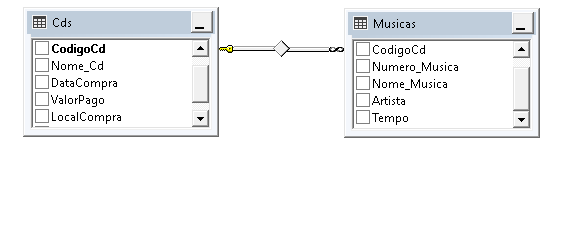 Cds
CodigoCd
Nome_Cd
DataCompra
ValorPago
LocalCompra
Musicas
CodigoCd
Numero_Musica
Nome_Musica
Artista
Tempo